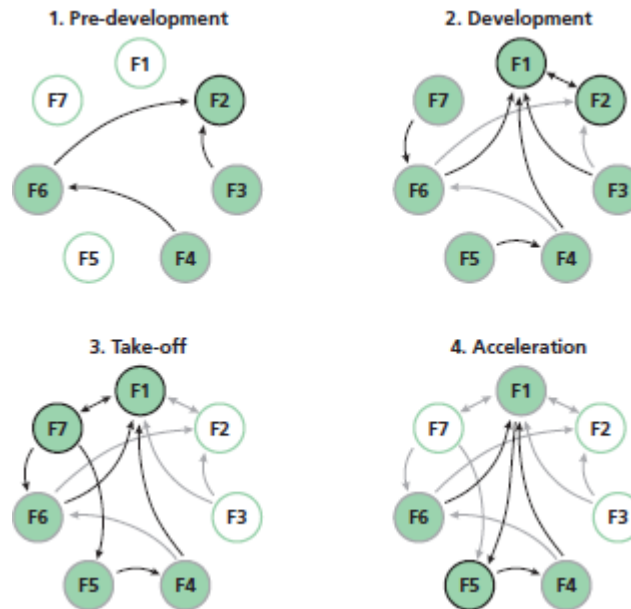 1. Pre-development
F1
F7
F2
F6
F3
F5
F4
2. Development
F1
F7
F2
F6
F3
F5
F4
3. Take-off
F1
F7
F2
F6
F3
F5
F4
4. Acceleration
F1
F7
F2
F6
F3
F5
F4